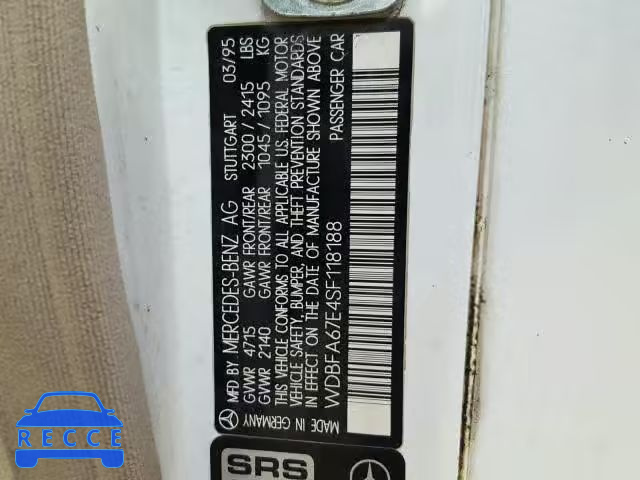 MFD BY MERCEDES-BENZ AG STUTTGART 03/95
GVWR 4715 GAWR FRONT/REAR 2300 / 2415 LBS
GVWR 2140 GAWR FRONT/REAR 1045 / 1095 KG
THIS VEHICLE CONFORMS TO ALL APPLICABLE U.S. FEDERAL MOTOR
VEHICLE SAFETY, BUMPER, AND THEFT PREVENTION STANDARDS
IN EFFECT ON THE DATE OF MANUFACTURE SHOWN ABOVE
WDBFA67E4SF118188 PASSENGER CAR
MADE IN GERMANY
SRS
RECCE